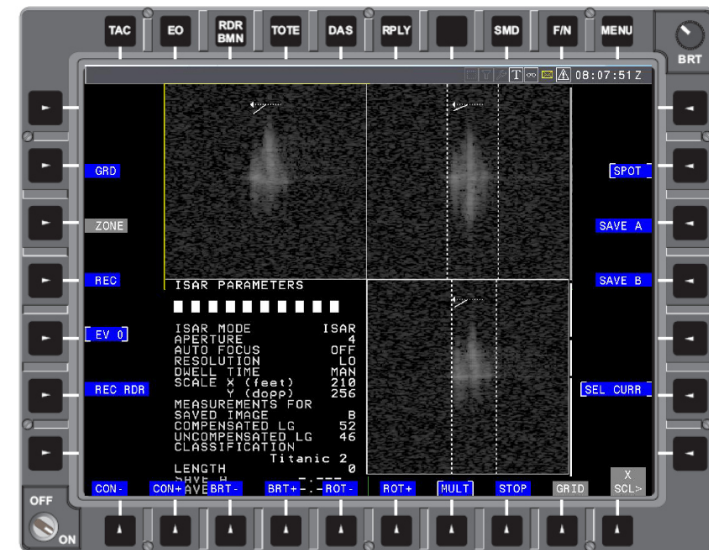 TAC EO RDR BMN TOTE DAS RPLY SMD F/N MENU
BRT
T 08:07:51Z
GRD
SPOT
ZONE
SAVE A
REC
SAVE B
EV 0
REC RDR
SEL CURR
ISAR PARAMETERS
ISAR MODE ISAR
APERTURE 4
AUTO FOCUS OFF
RESOLUTION LO
DWELL TIME MAN
SCALE X (feet) 210
Y (dopp) 256
MEASUREMENTS FOR
SAVED IMAGE B
COMPENSATED LG 52
UNCOMPENSATED LG 46
CLASSIFICATION
Titanic 2
LENGTH 0
CON- CON+ BRT- BRT+ ROT- ROT+ MULT STOP GRID X SCL>
OFF
ON